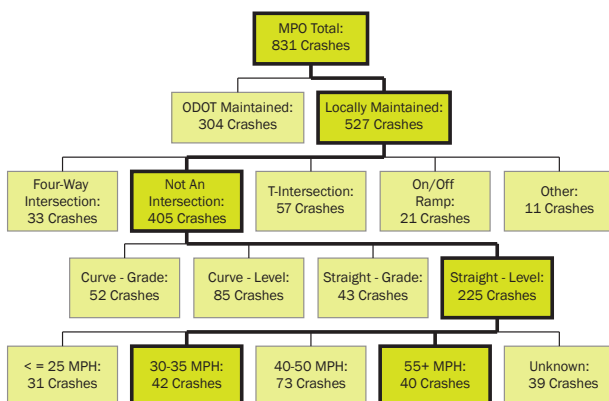 MPO Total:
831 Crashes
ODOT Maintained:
304 Crashes
Locally Maintained:
527 Crashes
Four-Way
Intersection:
33 Crashes
Not An
Intersection:
405 Crashes
T-Intersection:
57 Crashes
On/Off
Ramp:
21 Crashes
Other:
11 Crashes
Curve - Grade:
52 Crashes
Curve - Level:
85 Crashes
Straight - Grade:
43 Crashes
Straight - Level:
225 Crashes
< = 25 MPH:
31 Crashes
30-35 MPH:
42 Crashes
40-50 MPH:
73 Crashes
55+ MPH:
40 Crashes
Unknown:
39 Crashes